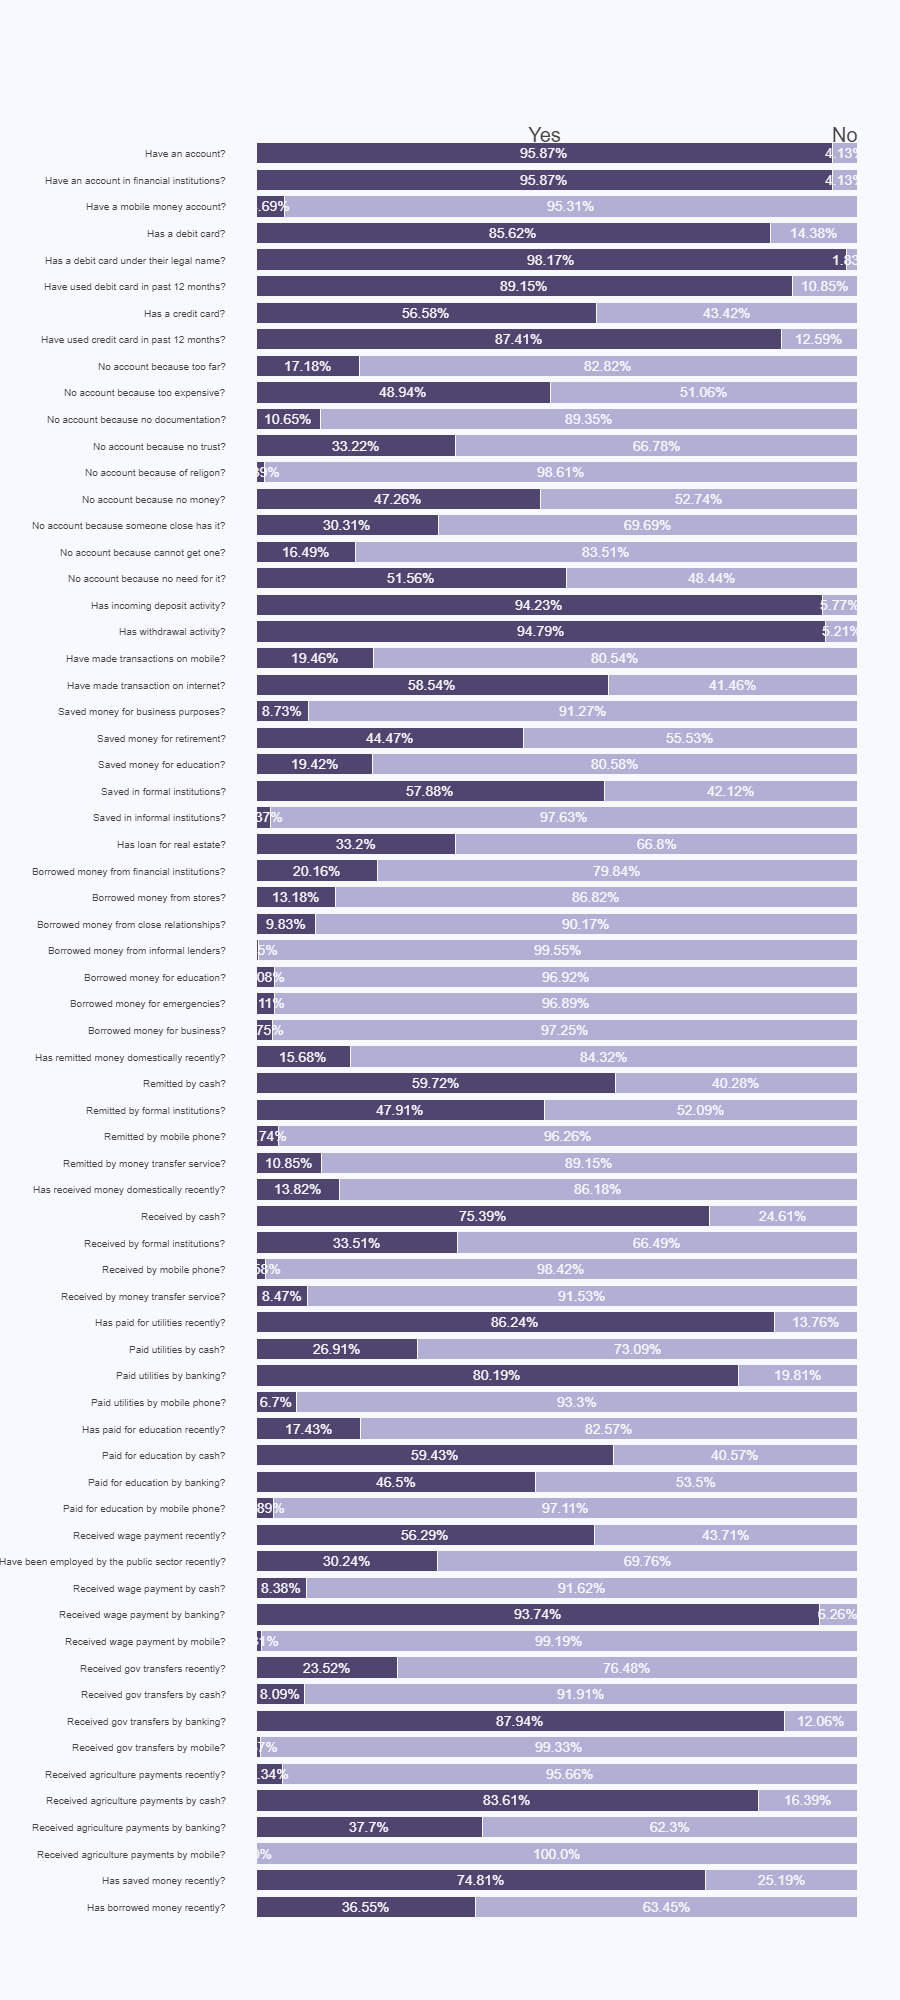 Yes No
Have an account? 95.87% 4.13%
Have an account in financial institutions? 95.87% 4.13%
Have a mobile money account? .69% 95.31%
Has a debit card? 85.62% 14.38%
Has a debit card under their legal name? 98.17% 1.83
Have used debit card in past 12 months? 89.15% 10.85%
Has a credit card? 56.58% 43.42%
Have used credit card in past 12 months? 87.41% 12.59%
No account because too far? 17.18% 82.82%
No account because too expensive? 48.94% 51.06%
No account because no documentation? 10.65% 89.35%
No account because no trust? 33.22% 66.78%
No account because of religon? 39% 98.61%
No account because no money? 47.26% 52.74%
No account because someone close has it? 30.31% 69.69%
No account because cannot get one? 16.49% 83.51%
No account because no need for it? 51.56% 48.44%
Has incoming deposit activity? 94.23% 5.77%
Has withdrawal activity? 94.79% 5.21%
Have made transactions on mobile? 19.46% 80.54%
Have made transaction on internet? 58.54% 41.46%
Saved money for business purposes? 8.73% 91.27%
Saved money for retirement? 44.47% 55.53%
Saved money for education? 19.42% 80.58%
Saved in formal institutions? 57.88% 42.12%
Saved in informal institutions? 37% 97.63%
Has loan for real estate? 33.2% 66.8%
Borrowed money from financial institutions? 20.16% 79.84%
Borrowed money from stores? 13.18% 86.82%
Borrowed money from close relationships? 9.83% 90.17%
Borrowed money from informal lenders? 5% 99.55%
Borrowed money for education? 08% 96.92%
Borrowed money for emergencies? 11% 96.89%
Borrowed money for business? 75% 97.25%
Has remitted money domestically recently? 15.68% 84.32%
Remitted by cash? 59.72% 40.28%
Remitted by formal institutions? 47.91% 52.09%
Remitted by mobile phone? .74% 96.26%
Remitted by money transfer service? 10.85% 89.15%
Has received money domestically recently? 13.82% 86.18%
Received by cash? 75.39% 24.61%
Received by formal institutions? 33.51% 66.49%
Received by mobile phone? 58% 98.42%
Received by money transfer service? 8.47% 91.53%
Has paid for utilities recently? 86.24% 13.76%
Paid utilities by cash? 26.91% 73.09%
Paid utilities by banking? 80.19% 19.81%
Paid utilities by mobile phone? 6.7% 93.3%
Has paid for education recently? 17.43% 82.57%
Paid for education by cash? 59.43% 40.57%
Paid for education by banking? 46.5% 53.5%
Paid for education by mobile phone? 89% 97.11%
Received wage payment recently? 56.29% 43.71%
Have been employed by the public sector recently? 30.24% 69.76%
Received wage payment by cash? 8.38% 91.62%
Received wage payment by banking? 93.74% 6.26%
Received wage payment by mobile? 1% 99.19%
Received gov transfers recently? 23.52% 76.48%
Received gov transfers by cash? 8.09% 91.91%
Received gov transfers by banking? 87.94% 12.06%
Received gov transfers by mobile? 7% 99.33%
Received agriculture payments recently? .34% 95.66%
Received agriculture payments by cash? 83.61% 16.39%
Received agriculture payments by banking? 37.7% 62.3%
Received agriculture payments by mobile? % 100.0%
Has saved money recently? 74.81% 25.19%
Has borrowed money recently? 36.55% 63.45%